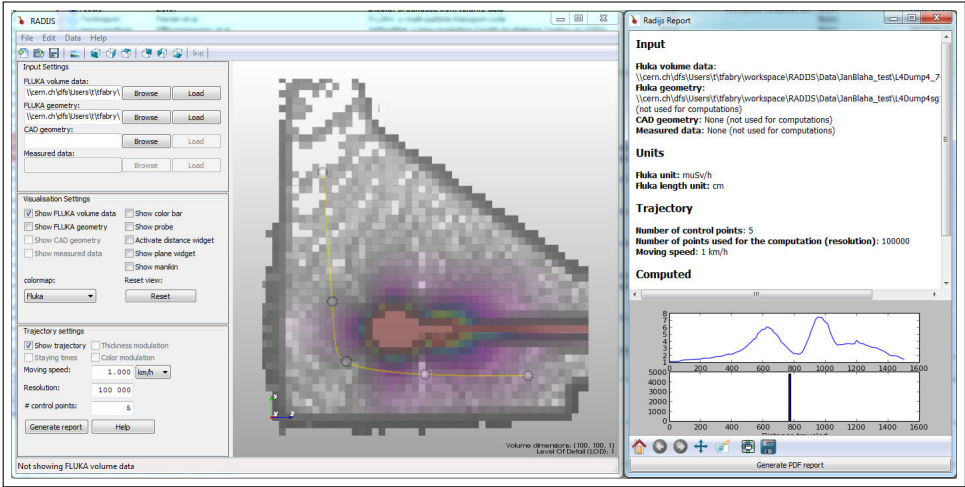 RADIJS
File Edit Data Help
Input Settings
FLUKA volume data:
\\cern.ch\dfs\Users\t\tfabry\ Browse Load
FLUKA geometry:
\\cern.ch\dfs\Users\t\tfabry\ Browse Load
CAD geometry:
Browse Load
Measured data:
Browse Load
Visualisation Settings
Show FLUKA volume data Show color bar
Show FLUKA geometry Show probe
Show CAD geometry Activate distance widget
Show measured data Show plane widget
Show manikin
colormap: Reset view:
Fluka Reset
Trajectory settings
Show trajectory Thickness modulation
Staying times Color modulation
Moving speed: 1.000 km/h
Resolution: 100 000
# control points: 5
Generate report Help
Volume dimensions: (100, 100, 1)
Level Of Detail (LOD): 1
Not showing FLUKA volume data
Radijs Report
Input
Fluka volume data:
\\cern.ch\dfs\Users\t\tfabry\workspace\RADIJS\Data\JanBlaha_test\L4Dump4_7
Fluka geometry:
\\cern.ch\dfs\Users\t\tfabry\workspace\RADIJS\Data\JanBlaha_test\L4Dump4sg
(not used for computations)
CAD geometry: None (not used for computations)
Measured data: None (not used for computations)
Units
Fluka unit: muSv/h
Fluka length unit: cm
Trajectory
Number of control points: 5
Number of points used for the computation (resolution): 100000
Moving speed: 1 km/h
Computed
8
7
6
5
4
3
2
1
0 200 400 600 800 1000 1200 1400 1600
5000
4000
3000
2000
1000
0
0 200 400 600 800 1000 1200 1400 1600
Distance traveled
Generate PDF report